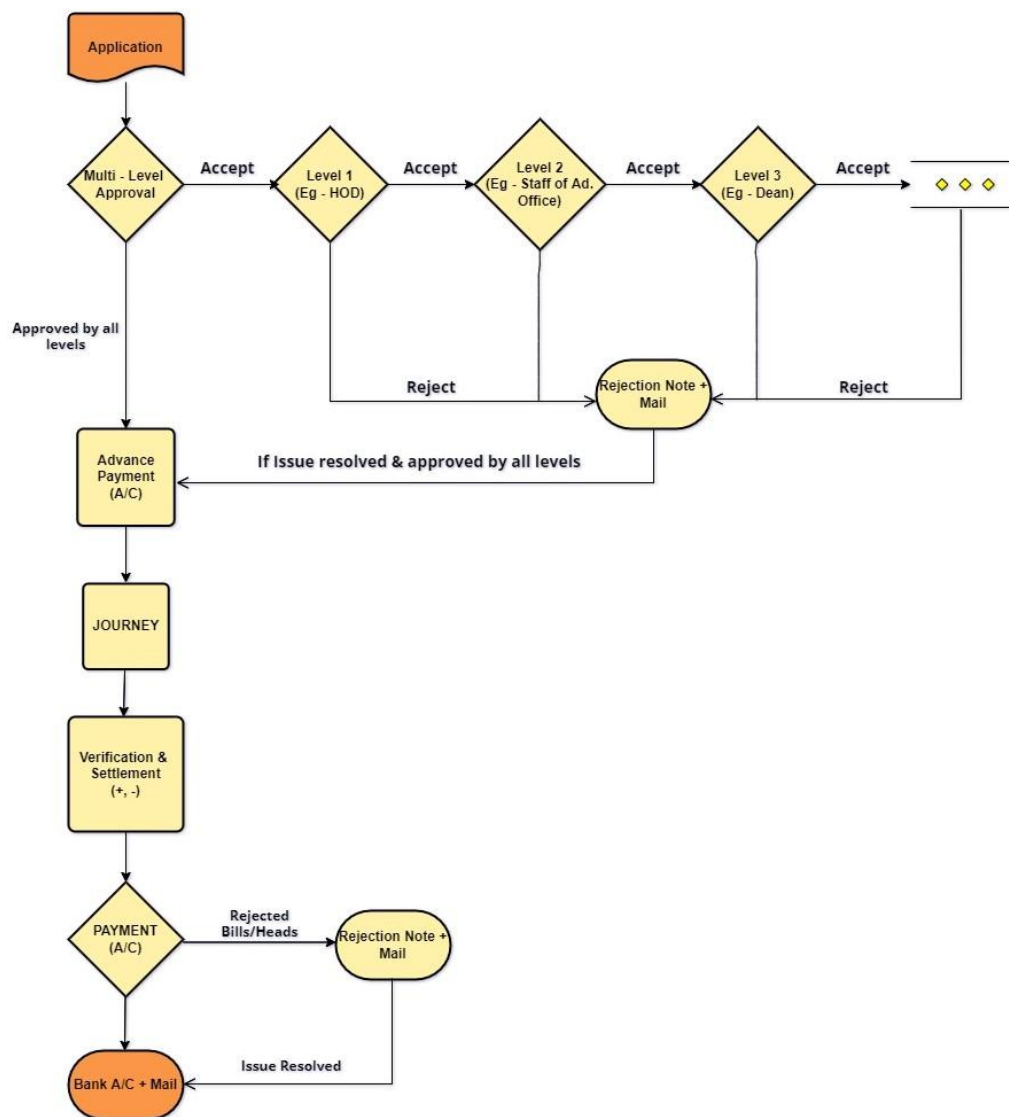 Application
Multi - Level
Approval
Accept
Level 1
(Eg - HOD)
Accept
Level 2
(Eg - Staff of Ad.
Office)
Accept
Level 3
(Eg - Dean)
Accept
Approved by all
levels
Reject
Rejection Note +
Mail
Reject
If Issue resolved & approved by all levels
Advance
Payment
(A/C)
JOURNEY
Verification &
Settlement
(+, -)
PAYMENT
(A/C)
Rejected
Bills/Heads
Rejection Note +
Mail
Issue Resolved
Bank A/C + Mail